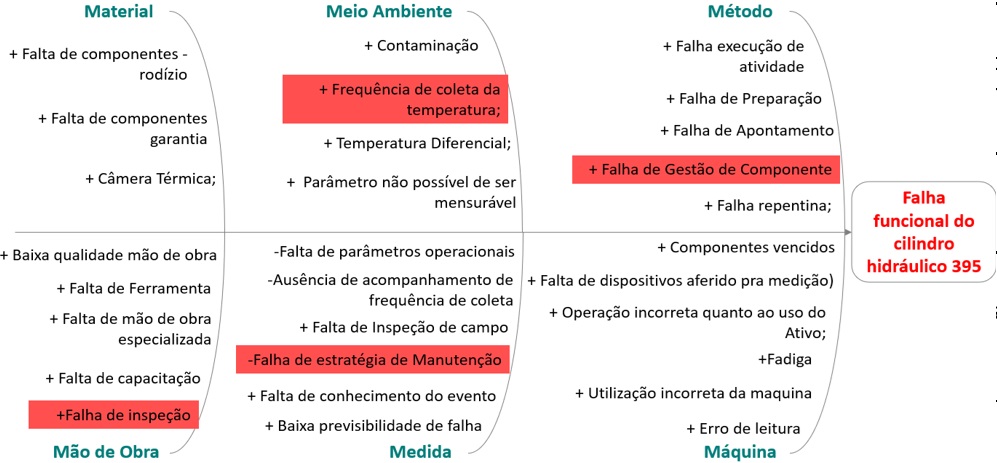 Material
+ Falta de componentes -
rodízio
+ Falta de componentes
garantia
+ Câmera Térmica;
Meio Ambiente
+ Contaminação
+ Frequência de coleta da
temperatura;
+ Temperatura Diferencial;
+ Parâmetro não possível de ser
mensurável
Método
+ Falha execução de
atividade
+ Falha de Preparação
+ Falha de Apontamento
+ Falha de Gestão de Componente
+ Falha repentina;
Falha
funcional do
cilindro
hidráulico 395
+ Baixa qualidade mão de obra
+ Falta de Ferramenta
+ Falta de mão de obra
especializada
+ Falta de capacitação
+Falha de inspeção
Mão de Obra
-Falta de parâmetros operacionais
-Ausência de acompanhamento de
frequência de coleta
+ Falta de Inspeção de campo
-Falha de estratégia de Manutenção
+ Falta de conhecimento do evento
+ Baixa previsibilidade de falha
Medida
+ Componentes vencidos
+ Falta de dispositivos aferido pra medição)
+ Operação incorreta quanto ao uso do
Ativo;
+Fadiga
+ Utilização incorreta da maquina
+ Erro de leitura
Máquina